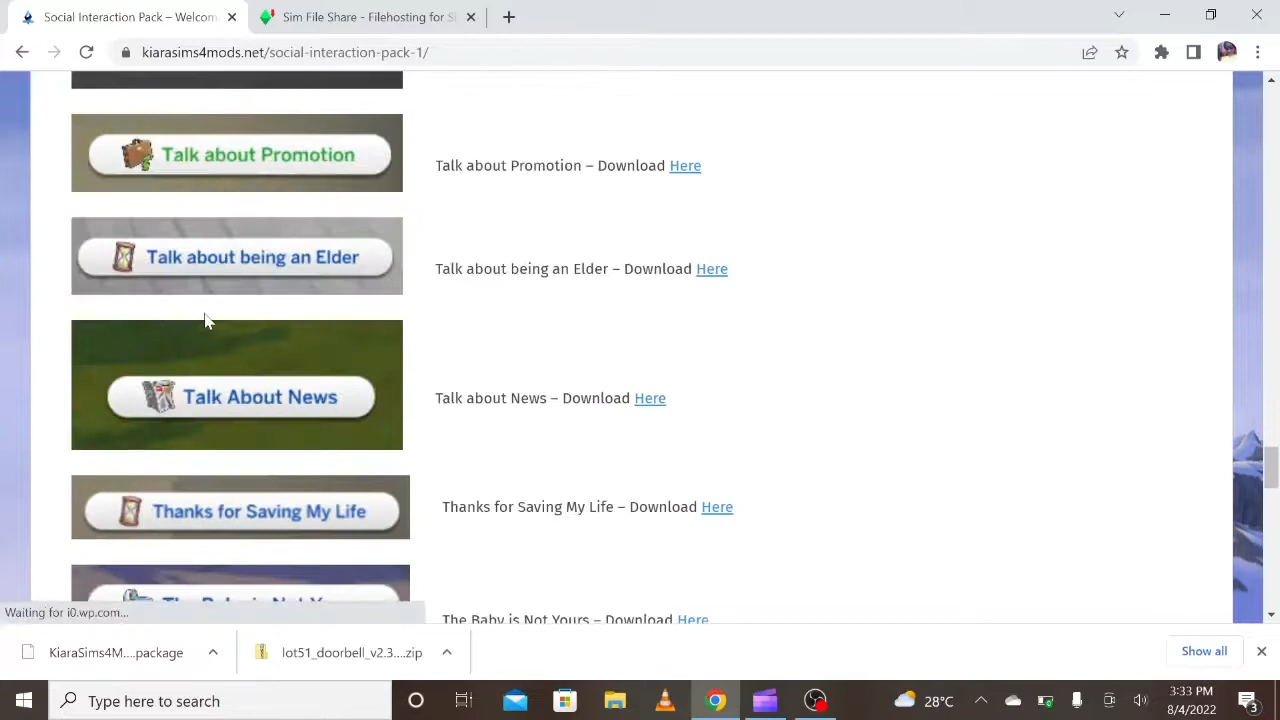 Social Interaction Pack – Welcom
Sim File Share - Filehosting for Si
kiarasims4mods.net/social-interaction-pack-1/
Talk about Promotion
Talk about Promotion – Download Here
Talk about being an Elder
Talk about being an Elder – Download Here
Talk About News
Talk about News – Download Here
Thanks for Saving My Life
Thanks for Saving My Life – Download Here
The Baby is Not Yours – Download Here
Waiting for i0.wp.com...
KiaraSims4M....package
lot51_doorbell_v2.3....zip
Show all
Type here to search
28°C
3:33 PM
8/4/2022
3